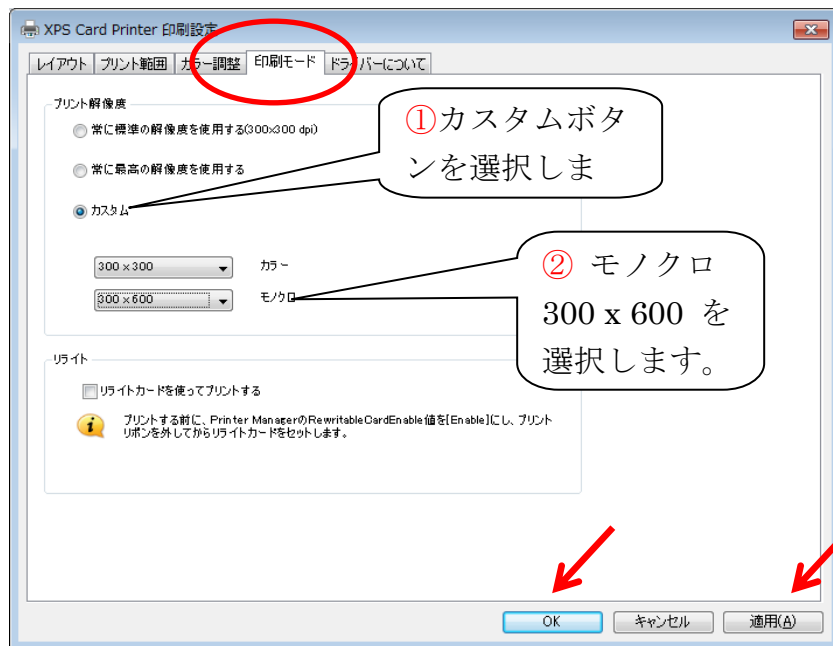 XPS Card Printer 印刷設定
レイアウト プリント範囲 カラー調整 印刷モード ドライバーについて
プリント解像度
常に標準の解像度を使用する(300x300 dpi)
①カスタムボタ
ンを選択しま
常に最高の解像度を使用する
カスタム
300 x 300 カラー
300 x 600 モノクロ
② モノクロ
300 x 600 を
選択します。
リライト
リライトカードを使ってプリントする
プリントする前に、Printer ManagerのRewritableCardEnable値を[Enable]にし、プリント
リボンを外してからリライトカードをセットします。
OK キャンセル 適用(A)